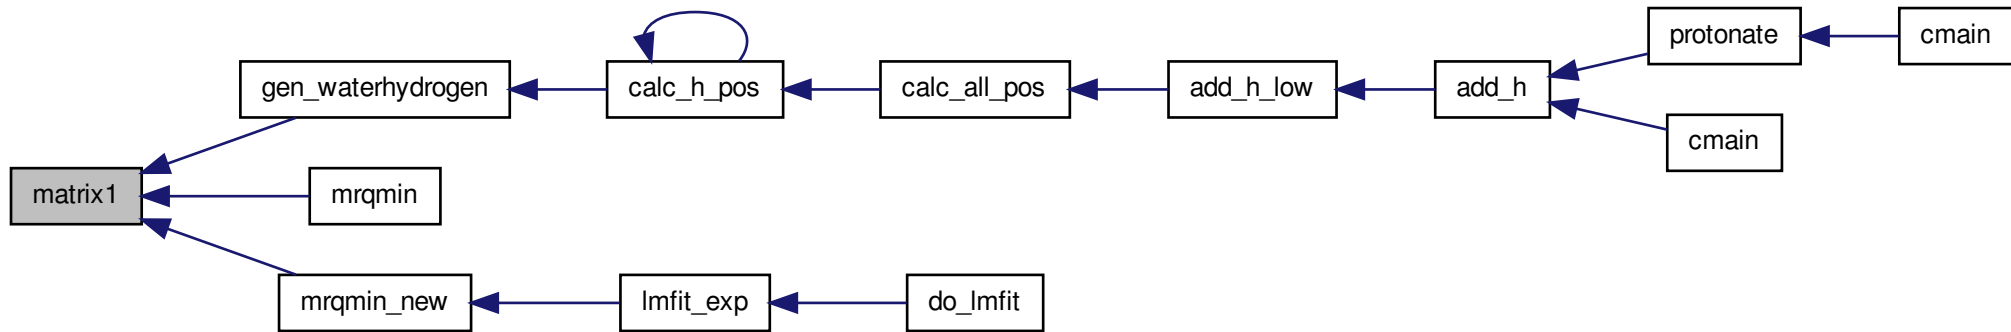 protonate
cmain
gen_waterhydrogen
calc_h_pos
calc_all_pos
add_h_low
add_h
cmain
matrix1
mrqmin
mrqmin_new
lmfit_exp
do_lmfit